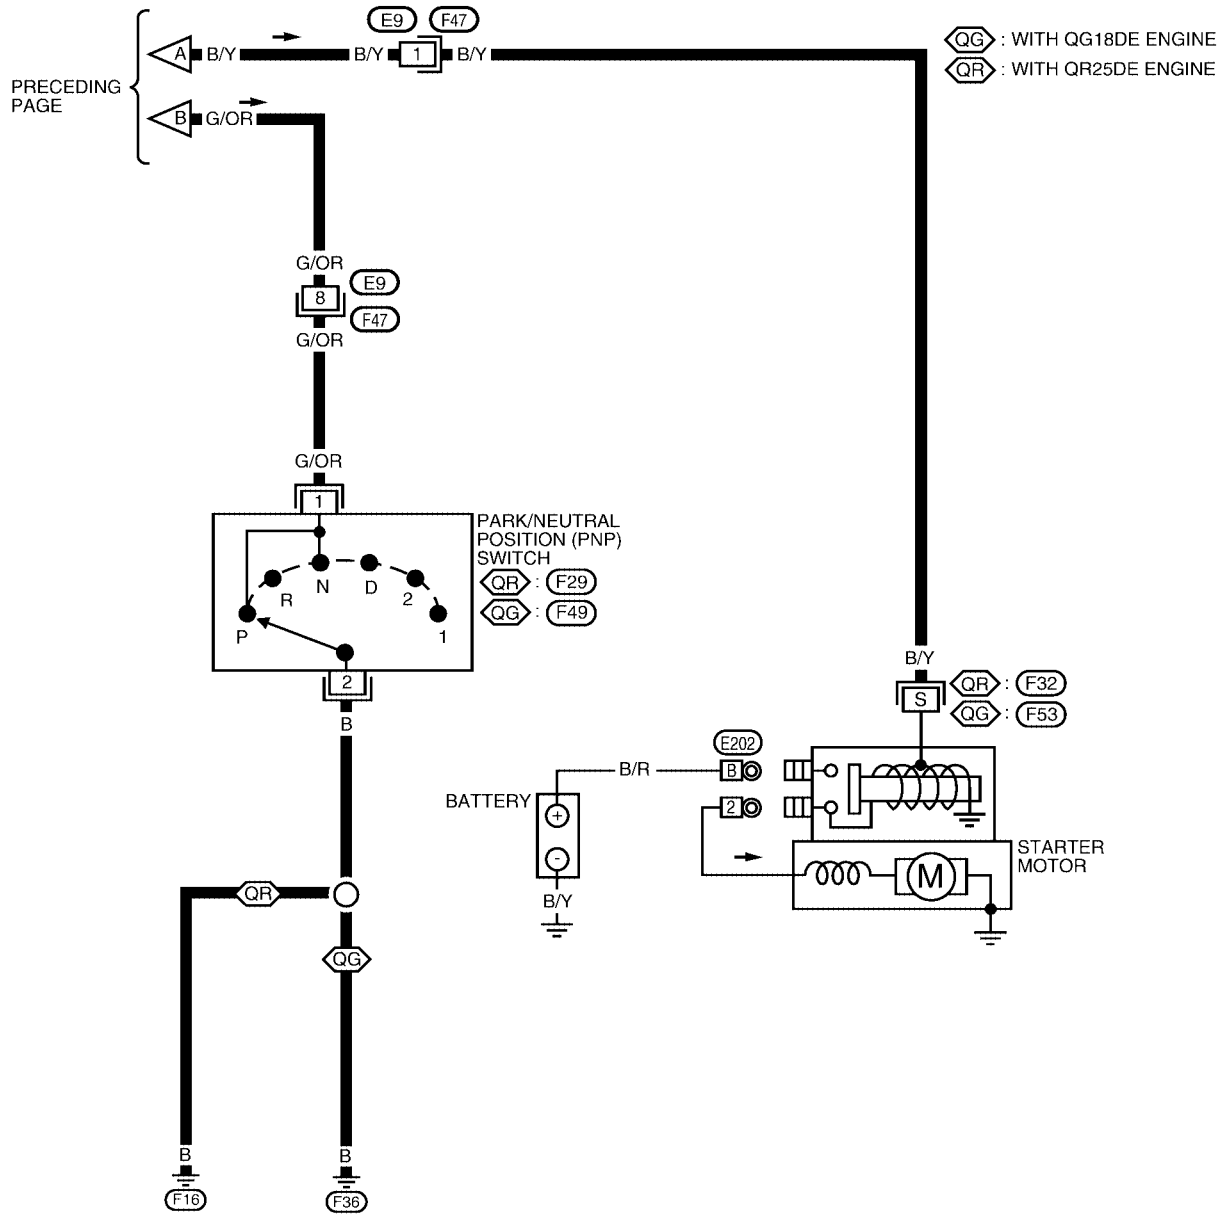 E9 F47
A B/Y B/Y 1 B/Y
QG : WITH QG18DE ENGINE
QR : WITH QR25DE ENGINE
PRECEDING
PAGE
B G/OR
G/OR
8 E9
F47
G/OR
G/OR
1
PARK/NEUTRAL
POSITION (PNP)
SWITCH
QR : F29
QG : F49
P R N D 2 1
2
B
B/Y
S
QR : F32
QG : F53
E202
B/R B
2
BATTERY
+
-
B/Y
STARTER
MOTOR
M
QR
QG
B
B
F16
F36